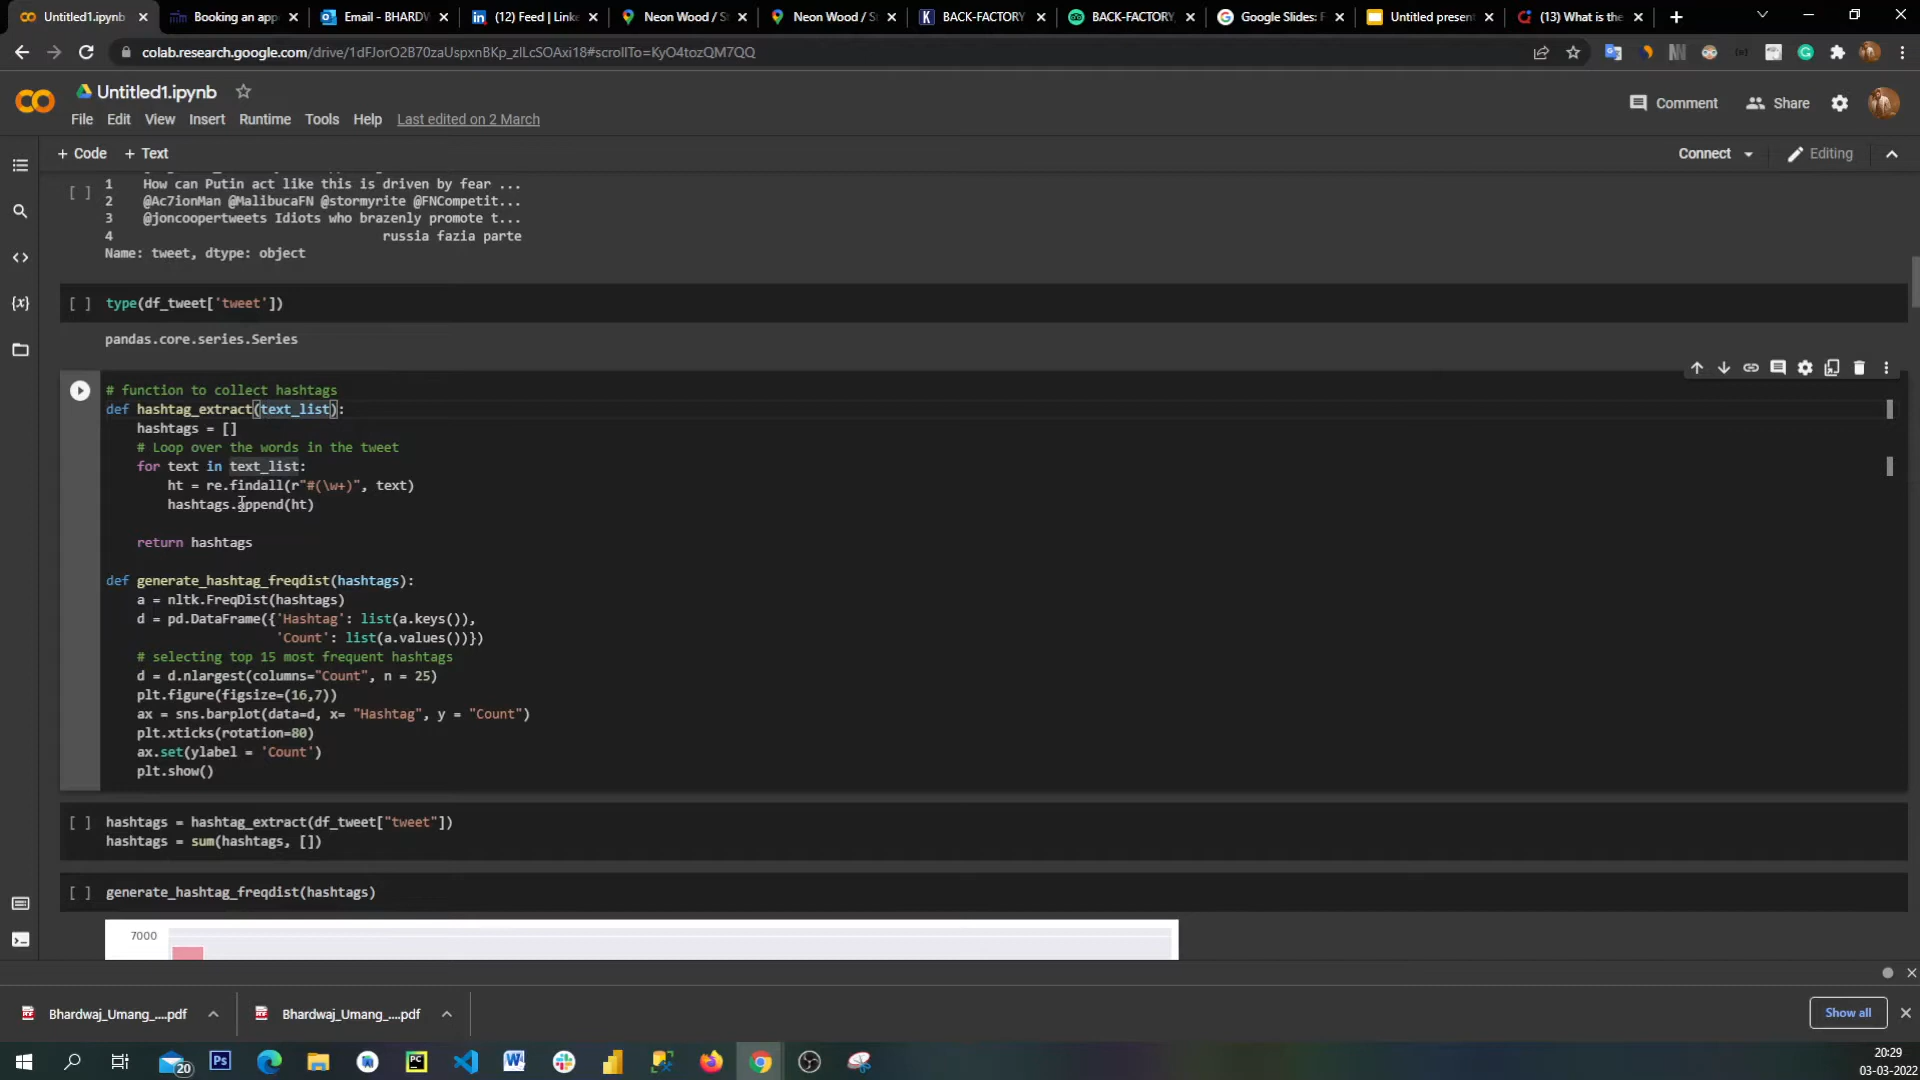 Untitled1.ipynb
Booking an app
Email - BHARDW
(12) Feed | Linke
Neon Wood / S
Neon Wood / St
BACK-FACTORY
BACK-FACTORY,
Google Slides: F
Untitled present
(13) What is the
colab.research.google.com/drive/1dFJorO2B70zaUspxnBKp_zlLcSOAxi18#scrollTo=KyO4tozQM7QQ
Untitled1.ipynb
Comment
Share
File Edit View Insert Runtime Tools Help Last edited on 2 March
+ Code + Text
Connect
Editing
[ ]
1 How can Putin act like this is driven by fear ...
2 @Ac7ionMan @MalibucaFN @stormyrite @FNCompetit...
3 @joncoopertweets Idiots who brazenly promote t...
4 russia fazia parte
Name: tweet, dtype: object
[ ] type(df_tweet['tweet'])
pandas.core.series.Series
# function to collect hashtags
def hashtag_extract(text_list):
hashtags = []
# Loop over the words in the tweet
for text in text_list:
ht = re.findall(r"#(\w+)", text)
hashtags.append(ht)
return hashtags
def generate_hashtag_freqdist(hashtags):
a = nltk.FreqDist(hashtags)
d = pd.DataFrame({'Hashtag': list(a.keys()),
'Count': list(a.values())})
# selecting top 15 most frequent hashtags
d = d.nlargest(columns="Count", n = 25)
plt.figure(figsize=(16,7))
ax = sns.barplot(data=d, x= "Hashtag", y = "Count")
plt.xticks(rotation=80)
ax.set(ylabel = 'Count')
plt.show()
[ ] hashtags = hashtag_extract(df_tweet["tweet"])
hashtags = sum(hashtags, [])
[ ] generate_hashtag_freqdist(hashtags)
7000
Bhardwaj_Umang_....pdf
Bhardwaj_Umang_....pdf
Show all
20
Ps
PC
20:29
03-03-2022